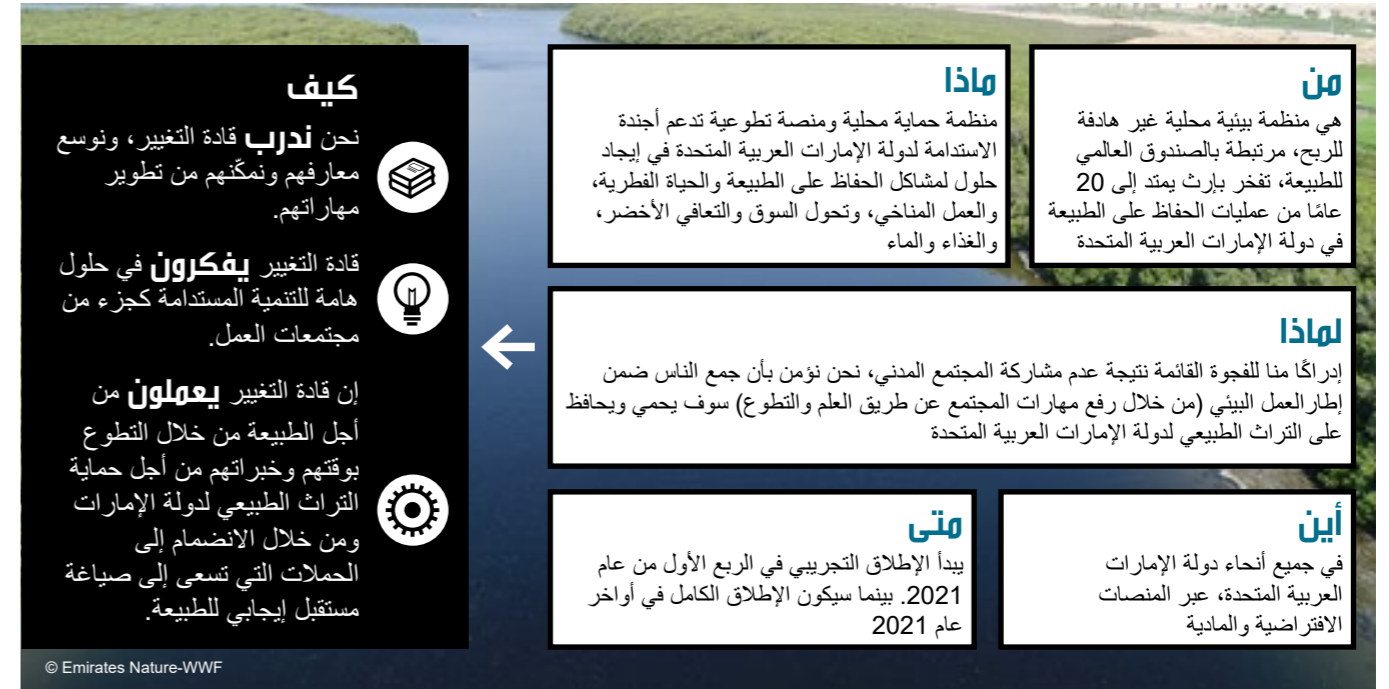 من
هي منظمة بيئية محلية غير هادفة
للربح، مرتبطة بالصندوق العالمي
للطبيعة، تفخر بإرث يمتد إلى 20
عامًا من عمليات الحفاظ على الطبيعة
في دولة الإمارات العربية المتحدة
ماذا
منظمة حماية محلية ومنصة تطوعية تدعم أجندة
الاستدامة لدولة الإمارات العربية المتحدة في إيجاد
حلول لمشاكل الحفاظ على الطبيعة والحياة الفطرية،
والعمل المناخي، وتحول السوق والتعافي الأخضر،
والغذاء والماء
لماذا
إدراكًا منا للفجوة القائمة نتيجة عدم مشاركة المجتمع المدني، نحن نؤمن بأن جمع الناس ضمن
إطارالعمل البيئي (من خلال رفع مهارات المجتمع عن طريق العلم والتطوع) سوف يحمي ويحافظ
على التراث الطبيعي لدولة الإمارات العربية المتحدة
أين
في جميع أنحاء دولة الإمارات
العربية المتحدة، عبر المنصات
الافتراضية والمادية
متى
يبدأ الإطلاق التجريبي في الربع الأول من عام
2021. بينما سيكون الإطلاق الكامل في أواخر
عام 2021
كيف
نحن ندرب قادة التغيير، ونوسع
معارفهم ونمكّنهم من تطوير
مهاراتهم.
قادة التغيير يفكرون في حلول
هامة للتنمية المستدامة كجزء من
مجتمعات العمل.
إن قادة التغيير يعملون من
أجل الطبيعة من خلال التطوع
بوقتهم وخبراتهم من أجل حماية
التراث الطبيعي لدولة الإمارات
ومن خلال الانضمام إلى
الحملات التي تسعى إلى صياغة
مستقبل إيجابي للطبيعة.
© Emirates Nature-WWF